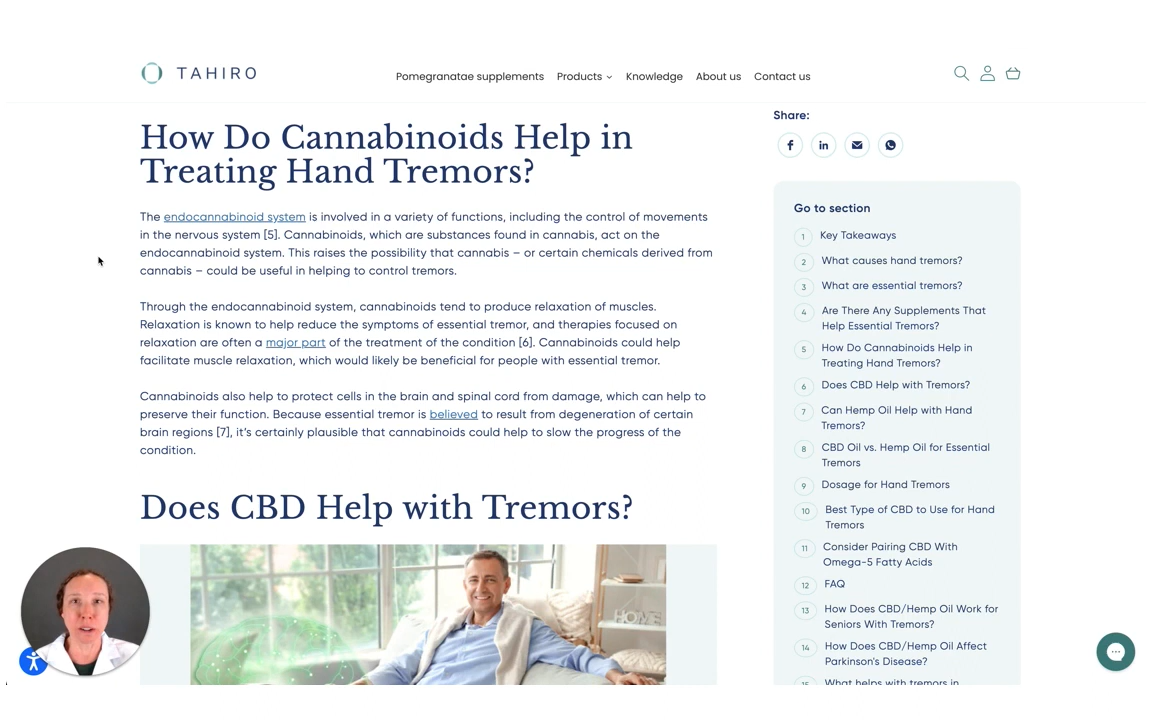 TAHIRO
Pomegranatae supplements
Products
Knowledge
About us
Contact us
How Do Cannabinoids Help in
Treating Hand Tremors?
The endocannabinoid system is involved in a variety of functions, including the control of movements
in the nervous system [5]. Cannabinoids, which are substances found in cannabis, act on the
endocannabinoid system. This raises the possibility that cannabis – or certain chemicals derived from
cannabis – could be useful in helping to control tremors.
Through the endocannabinoid system, cannabinoids tend to produce relaxation of muscles.
Relaxation is known to help reduce the symptoms of essential tremor, and therapies focused on
relaxation are often a major part of the treatment of the condition [6]. Cannabinoids could help
facilitate muscle relaxation, which would likely be beneficial for people with essential tremor.
Cannabinoids also help to protect cells in the brain and spinal cord from damage, which can help to
preserve their function. Because essential tremor is believed to result from degeneration of certain
brain regions [7], it’s certainly plausible that cannabinoids could help to slow the progress of the
condition.
Does CBD Help with Tremors?
HOME
Share:
Go to section
1 Key Takeaways
2 What causes hand tremors?
3 What are essential tremors?
4 Are There Any Supplements That
Help Essential Tremors?
5 How Do Cannabinoids Help in
Treating Hand Tremors?
6 Does CBD Help with Tremors?
7 Can Hemp Oil Help with Hand
Tremors?
8 CBD Oil vs. Hemp Oil for Essential
Tremors
9 Dosage for Hand Tremors
10 Best Type of CBD to Use for Hand
Tremors
11 Consider Pairing CBD With
Omega-5 Fatty Acids
12 FAQ
13 How Does CBD/Hemp Oil Work for
Seniors With Tremors?
14 How Does CBD/Hemp Oil Affect
Parkinson's Disease?
15 What helps with tremors in